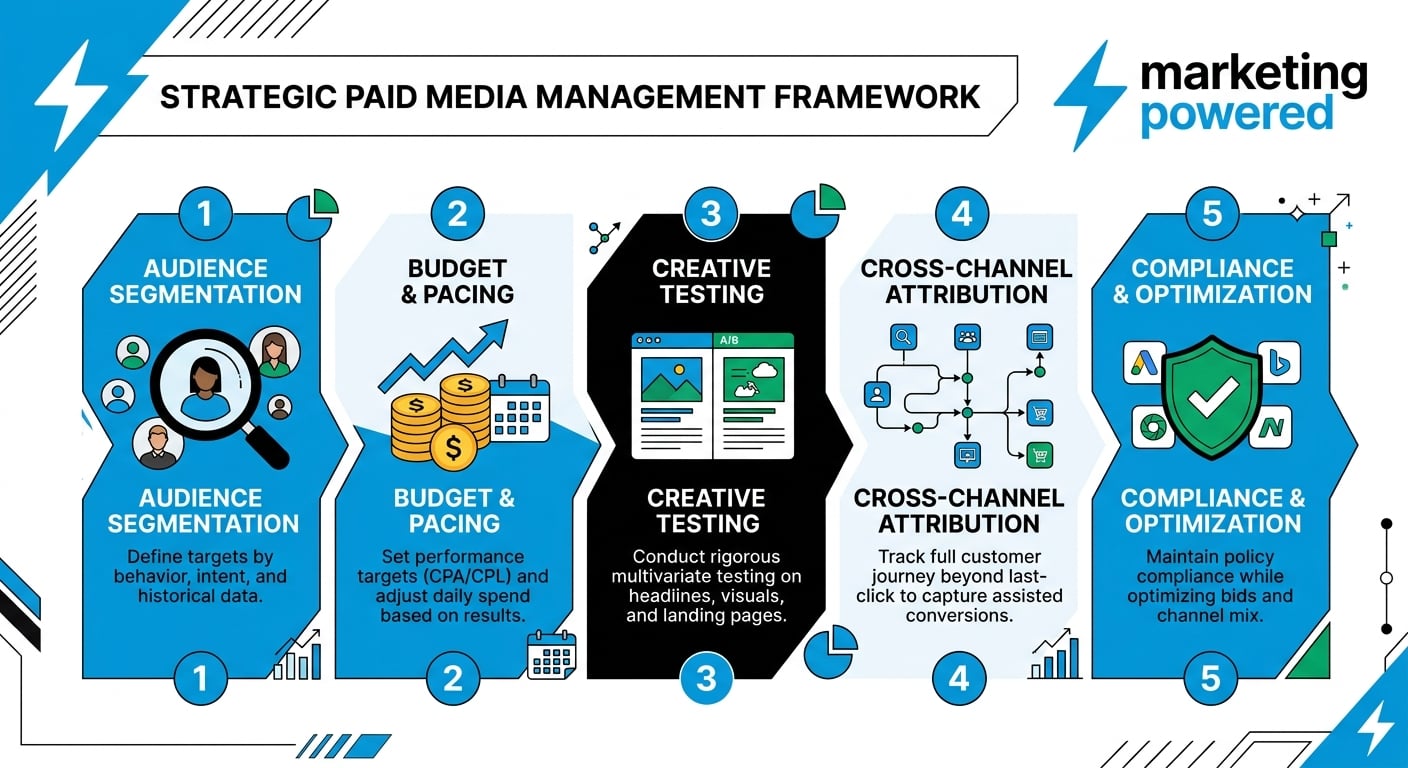 STRATEGIC PAID MEDIA MANAGEMENT FRAMEWORK
marketing
powered
1
AUDIENCE
SEGMENTATION
AUDIENCE
SEGMENTATION
Define targets by
behavior, intent, and
historical data.
1
2
BUDGET
& PACING
$
$
$
BUDGET &
PACING
Set performance
targets (CPA/CPL) and
adjust daily spend
based on results.
2
3
CREATIVE
TESTING
A/B
CREATIVE
TESTING
Conduct rigorous
multivariate testing on
headlines, visuals,
and landing pages.
3
4
CROSS-CHANNEL
ATTRIBUTION
CROSS-CHANNEL
ATTRIBUTION
Track full customer
journey beyond last-
click to capture assisted
conversions.
4
5
COMPLIANCE
& OPTIMIZATION
COMPLIANCE &
OPTIMIZATION
Maintain policy
compliance while
optimizing bids and
channel mix.
5